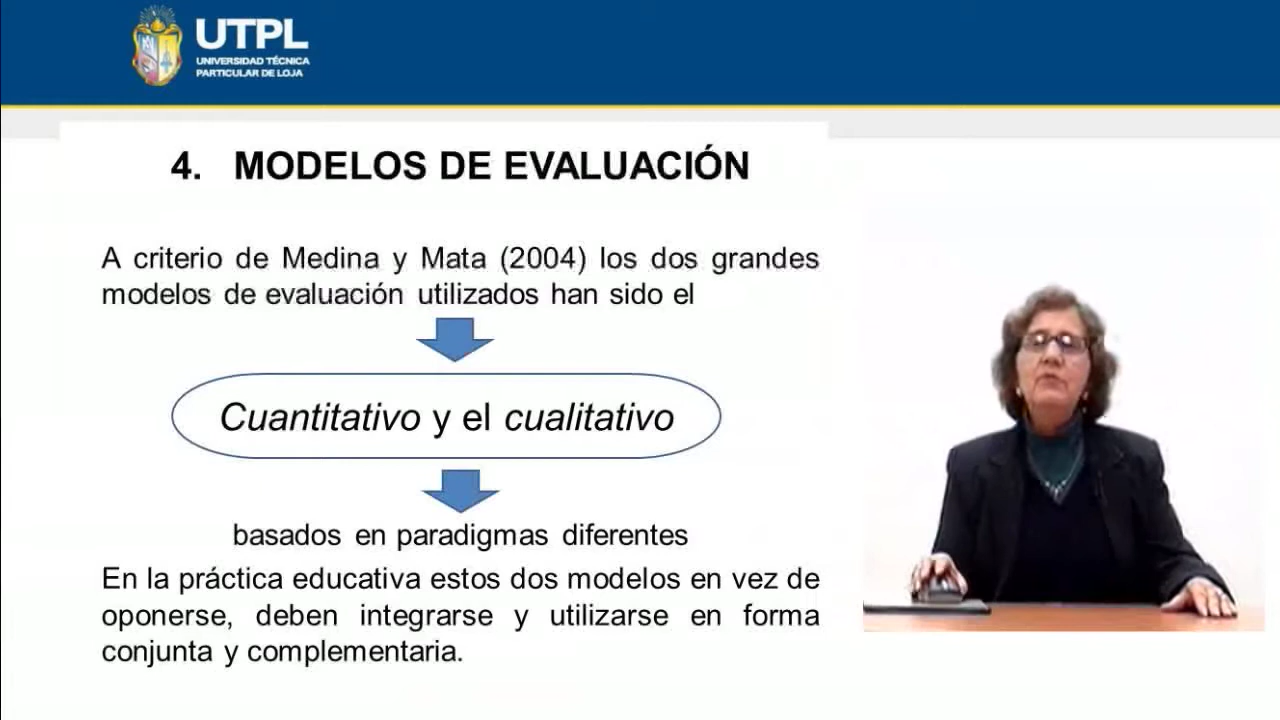 UTPL
UNIVERSIDAD TÉCNICA
PARTICULAR DE LOJA
4. MODELOS DE EVALUACIÓN
A criterio de Medina y Mata (2004) los dos grandes
modelos de evaluación utilizados han sido el
Cuantitativo y el cualitativo
basados en paradigmas diferentes
En la práctica educativa estos dos modelos en vez de
oponerse, deben integrarse y utilizarse en forma
conjunta y complementaria.